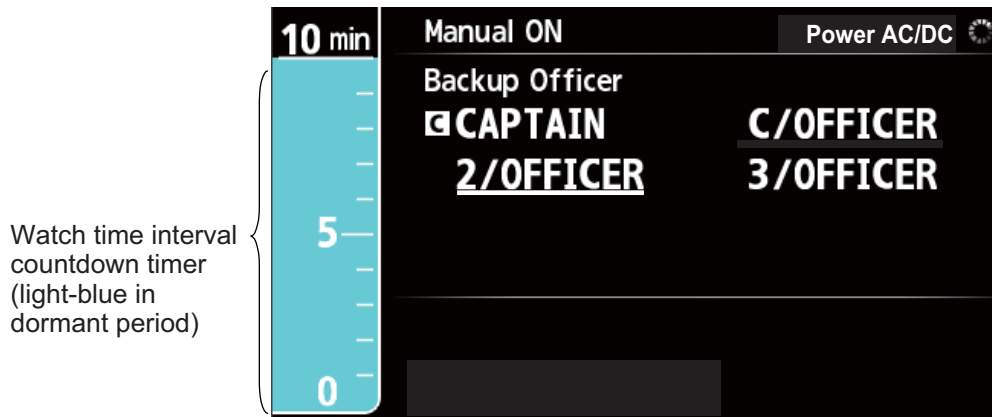 10 min
Manual ON
Power AC/DC
Backup Officer
C CAPTAIN
C/OFFICER
2/OFFICER
3/OFFICER
5
0
Watch time interval
countdown timer
(light-blue in
dormant period)